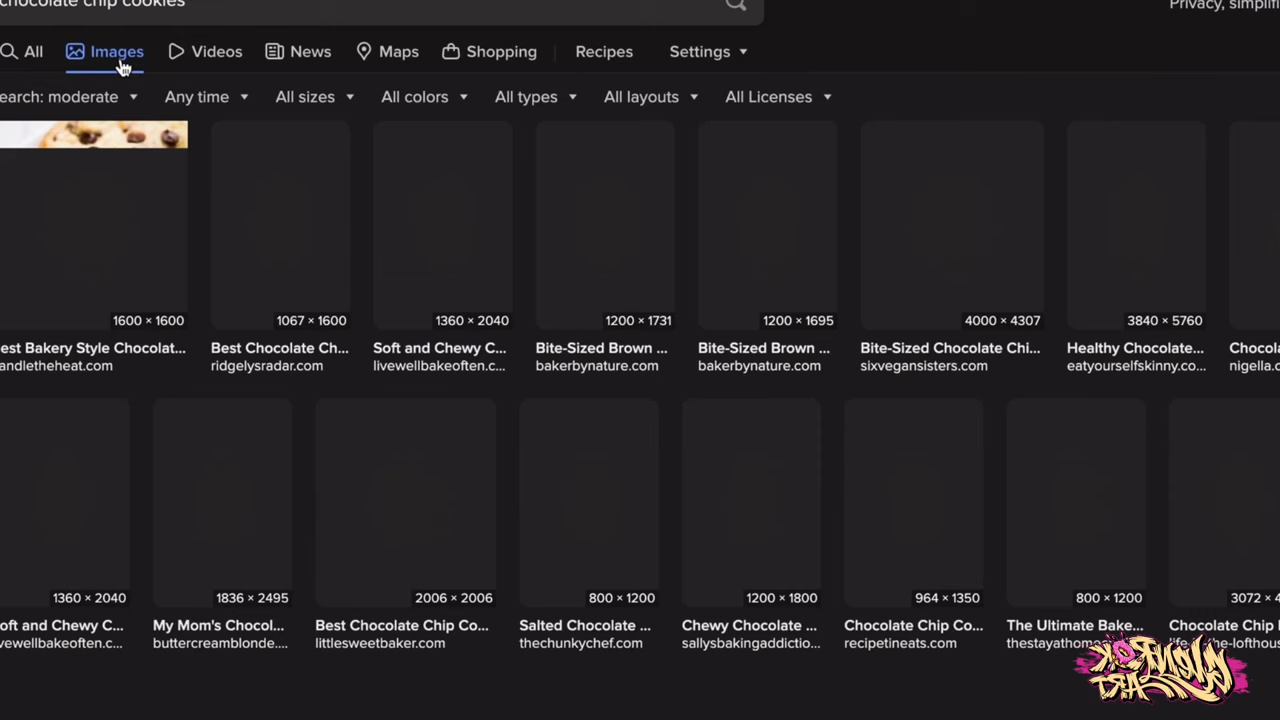 chocolate chip cookies
Privacy, simplifi
All Images Videos News Maps Shopping Recipes Settings
earch: moderate Any time All sizes All colors All types All layouts All Licenses
1600 × 1600 1067 × 1600 1360 × 2040 1200 × 1731 1200 × 1695 4000 × 4307 3840 × 5760
est Bakery Style Chocolat... Best Chocolate Ch... Soft and Chewy C... Bite-Sized Brown ... Bite-Sized Brown ... Bite-Sized Chocolate Chi... Healthy Chocolate... Chocol
andletheheat.com ridgelysradar.com livewellbakeoften.c... bakerbynature.com bakerbynature.com sixvegansisters.com eatyourselfskinny.co... nigella.
1360 × 2040 1836 × 2495 2006 × 2006 800 × 1200 1200 × 1800 964 × 1350 800 × 1200 3072 × 4
oft and Chewy C... My Mom's Chocol... Best Chocolate Chip Co... Salted Chocolate ... Chewy Chocolate ... Chocolate Chip Co... The Ultimate Bake... Chocolate Chip
vewellbakeoften.c... buttercreamblonde.... littlesweetbaker.com thechunkychef.com sallysbakingaddictio... recipetineats.com thestayathom